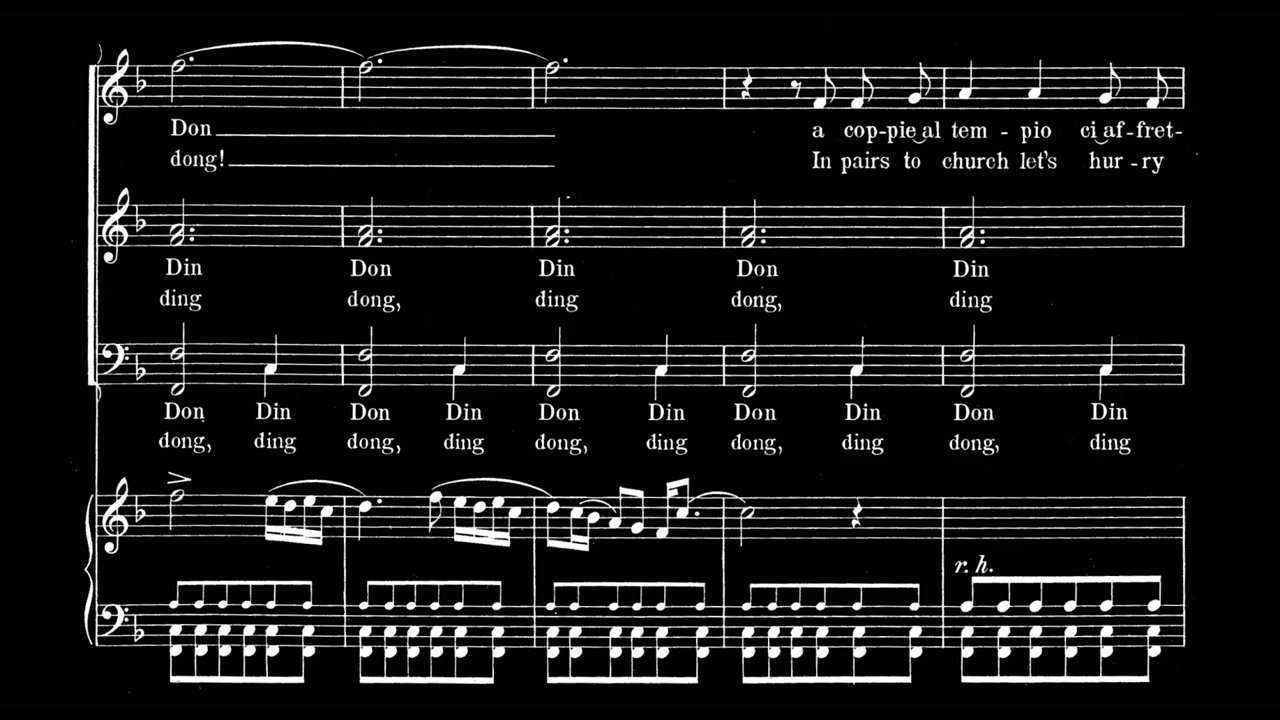 Don
a cop-pie al tem - pio ci af-fret-
dong!
In pairs to church let's hur - ry
Din Don Din Don Din
ding dong, ding dong, ding
Don Din Don Din Don Din Don Din Don Din
dong, ding dong, ding dong, ding dong, ding dong, ding
r. h.